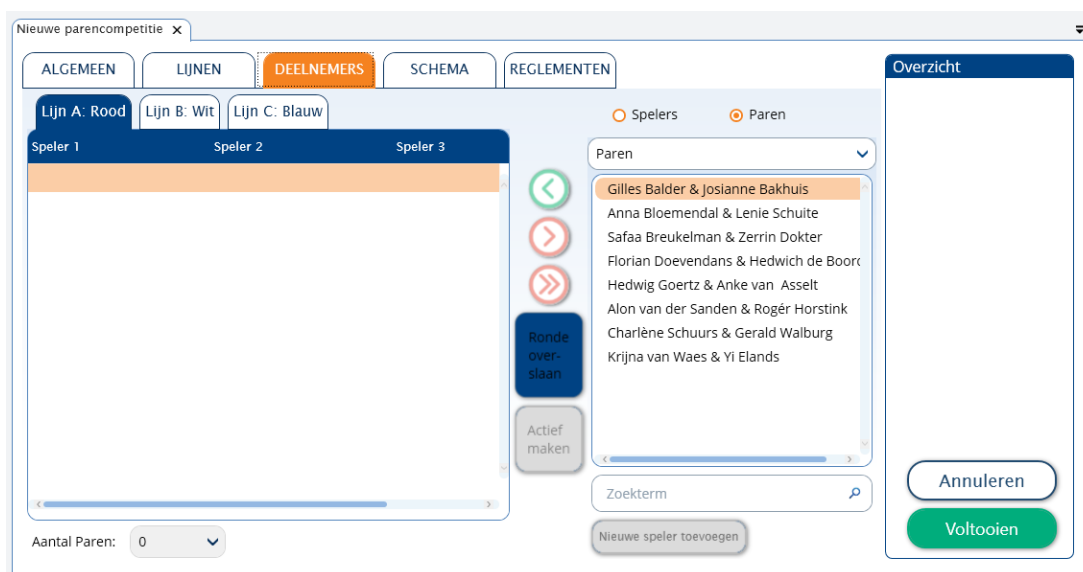 Nieuwe parencompetitie x
ALGEMEEN LIJNEN DEELNEMERS SCHEMA REGLEMENTEN
Lijn A: Rood Lijn B: Wit Lijn C: Blauw
Speler 1 Speler 2 Speler 3
Ronde
over-
slaan
Actief
maken
Aantal Paren: 0
Spelers Paren
Paren
Gilles Balder & Josianne Bakhuis
Anna Bloemendal & Lenie Schuite
Safaa Breukelman & Zerrin Dokter
Florian Doevendans & Hedwich de Boord
Hedwig Goertz & Anke van  Asselt
Alon van der Sanden & Rogér Horstink
Charlène Schuurs & Gerald Walburg
Krijna van Waes & Yi Elands
Zoekterm
Nieuwe speler toevoegen
Overzicht
Annuleren
Voltooien